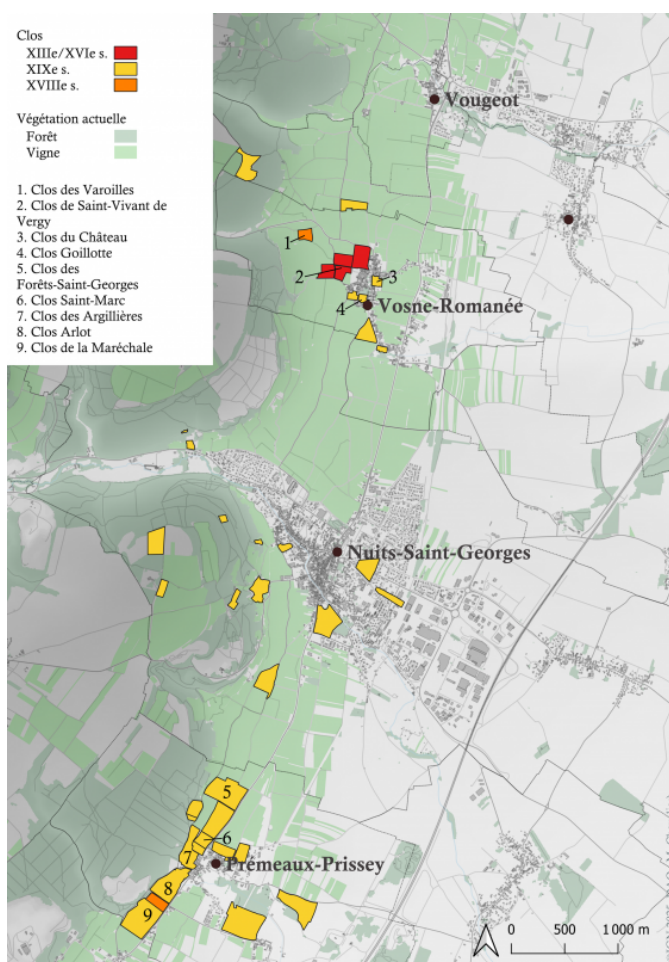 Clos
XIIIe/XVIe s.
XIXe s.
XVIIIe s.
Végétation actuelle
Forêt
Vigne
1. Clos des Varoilles
2. Clos de Saint-Vivant de
Vergy
3. Clos du Château
4. Clos Goillotte
5. Clos des
Forêts-Saint-Georges
6. Clos Saint-Marc
7. Clos des Argillières
8. Clos Arlot
9. Clos de la Maréchale
Vougeot
1
2
3
4
Vosne-Romanée
Nuits-Saint-Georges
5
6
7
Prémeaux-Prissey
8
9
0 500 1000 m